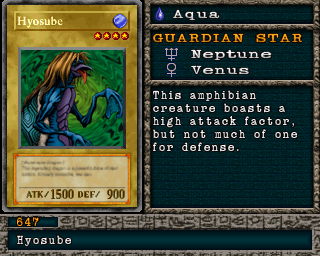 Hyosube
ATK/1500 DEF/ 900
Aqua
GUARDIAN STAR
Neptune
Venus
This amphibian
creature boasts a
high attack factor,
but not much of one
for defense.
647
Hyosube